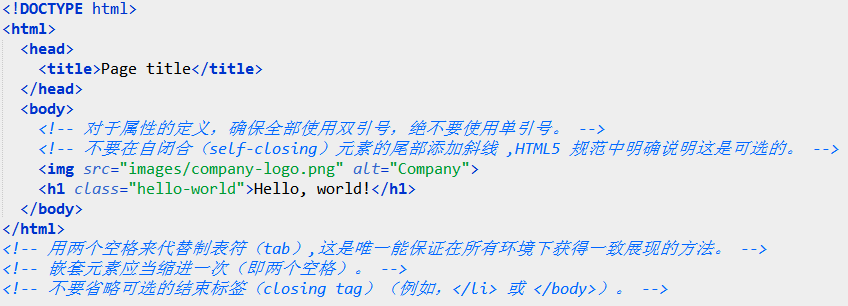 <!DOCTYPE html>
<html>
  <head>
    <title>Page title</title>
  </head>
  <body>
    <!-- 对于属性的定义，确保全部使用双引号，绝不要使用单引号。 -->
    <!-- 不要在自闭合（self-closing）元素的尾部添加斜线 ,HTML5 规范中明确说明这是可选的。 -->
    <img src="images/company-logo.png" alt="Company">
    <h1 class="hello-world">Hello, world!</h1>
  </body>
</html>
<!-- 用两个空格来代替制表符（tab）,这是唯一能保证在所有环境下获得一致展现的方法。 -->
<!-- 嵌套元素应当缩进一次（即两个空格）。 -->
<!-- 不要省略可选的结束标签（closing tag）（例如，</li> 或 </body>）。 -->